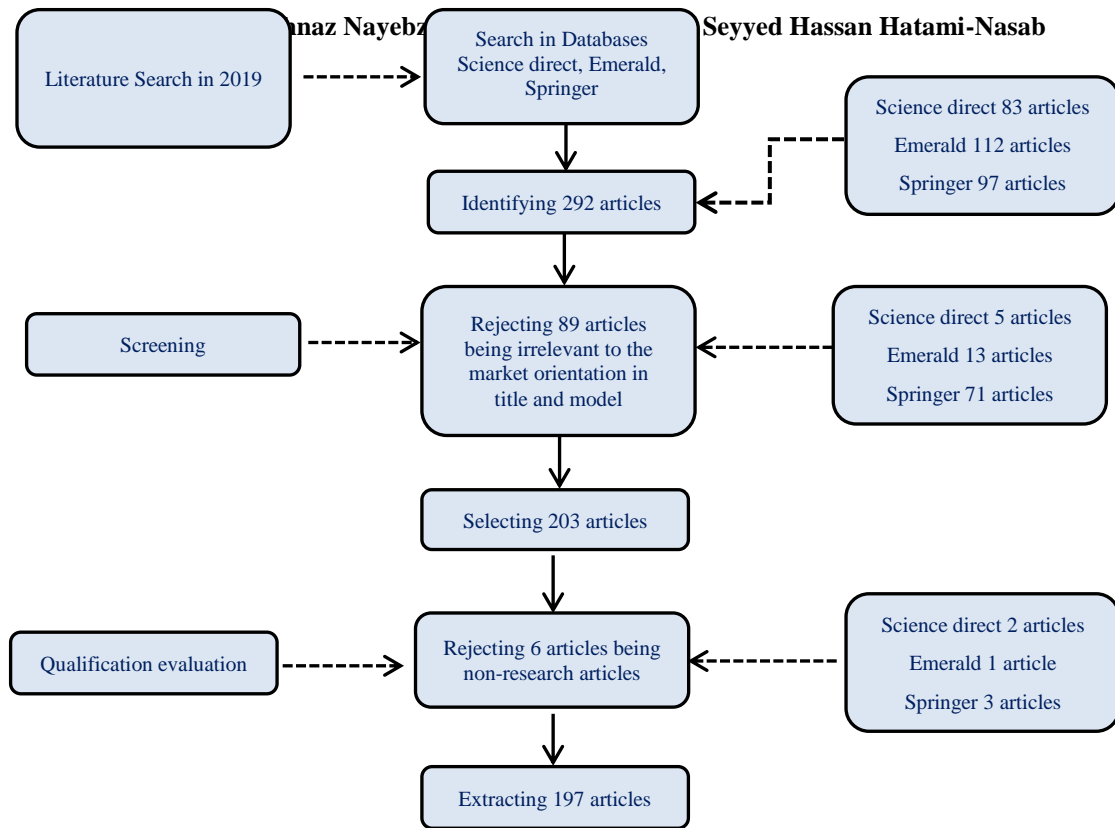 Seyyed Hassan Hatami-Nasab
Literature Search in 2019
Search in Databases
Science direct, Emerald,
Springer
Science direct 83 articles
Emerald 112 articles
Springer 97 articles
Identifying 292 articles
Screening
Rejecting 89 articles
being irrelevant to the
market orientation in
title and model
Science direct 5 articles
Emerald 13 articles
Springer 71 articles
Selecting 203 articles
Qualification evaluation
Rejecting 6 articles being
non-research articles
Science direct 2 articles
Emerald 1 article
Springer 3 articles
Extracting 197 articles